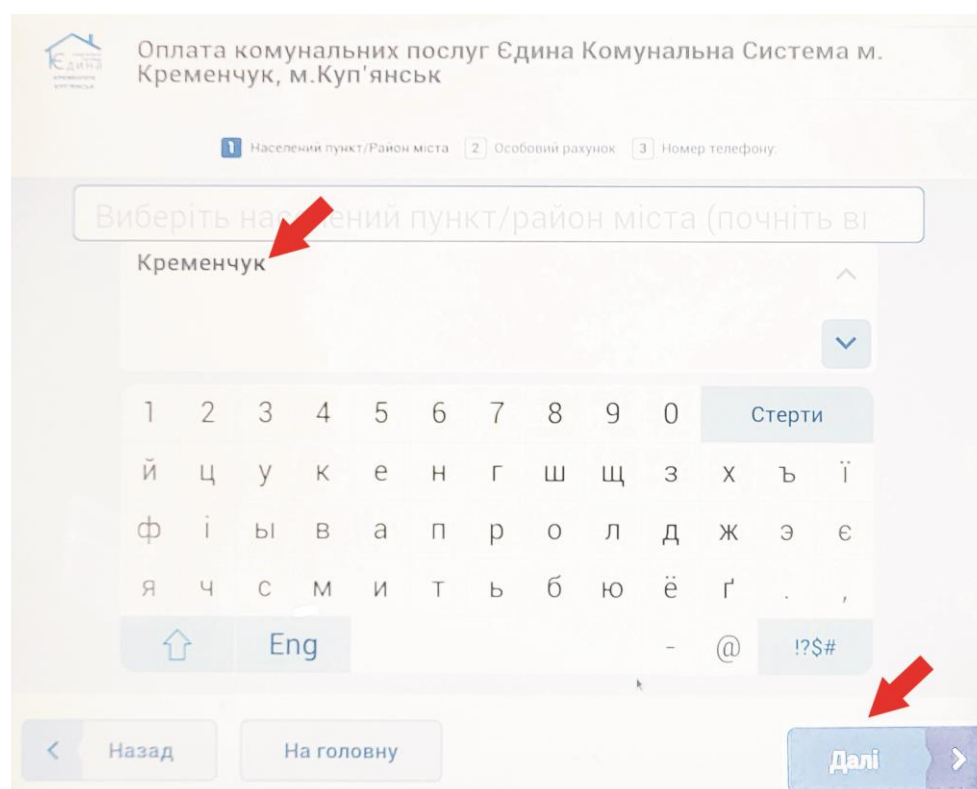 Єдина
Оплата комунальних послуг Єдина Комунальна Система м.
Кременчук, м.Куп'янськ
1 Населений пункт/Район міста 2 Особовий рахунок 3 Номер телефону:
Виберіть населений пункт/район міста (почніть ві
Кременчук
1 2 3 4 5 6 7 8 9 0 Стерти
й ц у к е н г ш щ з х ъ ї
ф і ы в а п р о л д ж э є
я ч с м и т ь б ю ё ґ . ,
Eng - @ !?$#
Назад На головну Далі